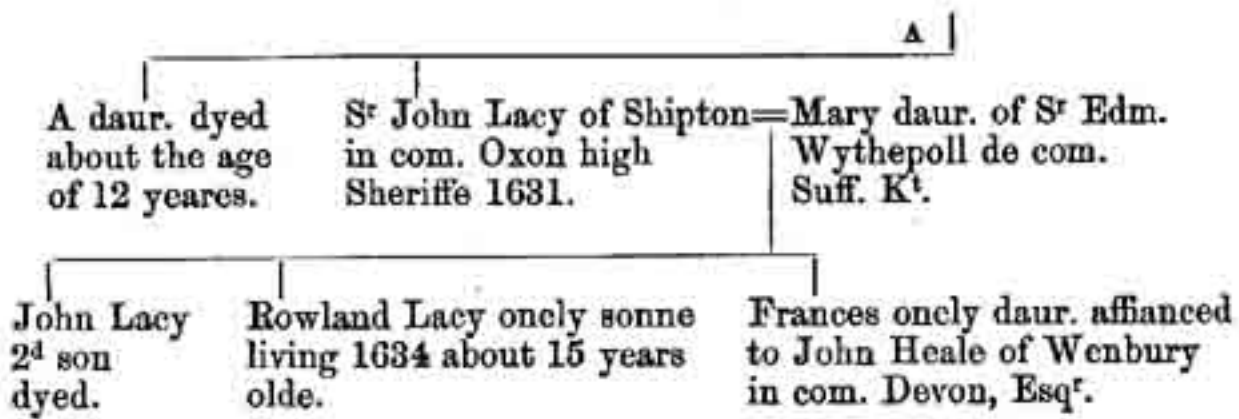 A
A daur. dyed
about the age
of 12 yeares.
Sʳ John Lacy of Shipton=Mary daur. of Sʳ Edm.
in com. Oxon high
Sheriffe 1631.
Wythepoll de com.
Suff. Kᵗ.
John Lacy
2ᵈ son
dyed.
Rowland Lacy onely sonne
living 1634 about 15 years
olde.
Frances onely daur. affianced
to John Heale of Wenbury
in com. Devon, Esqʳ.